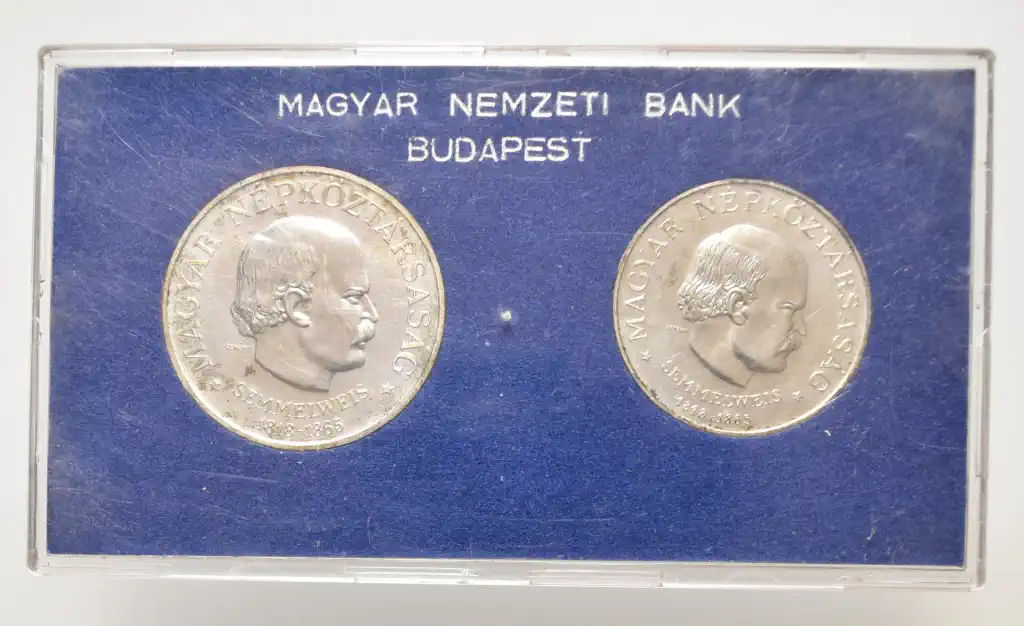 MAGYAR NEMZETI BANK
BUDAPEST
MAGYAR NÉPKÖZTÁRSASÁG
SEMMELWEIS
1818-1865
MAGYAR NÉPKÖZTÁRSASÁG
SEMMELWEIS
1818-1865